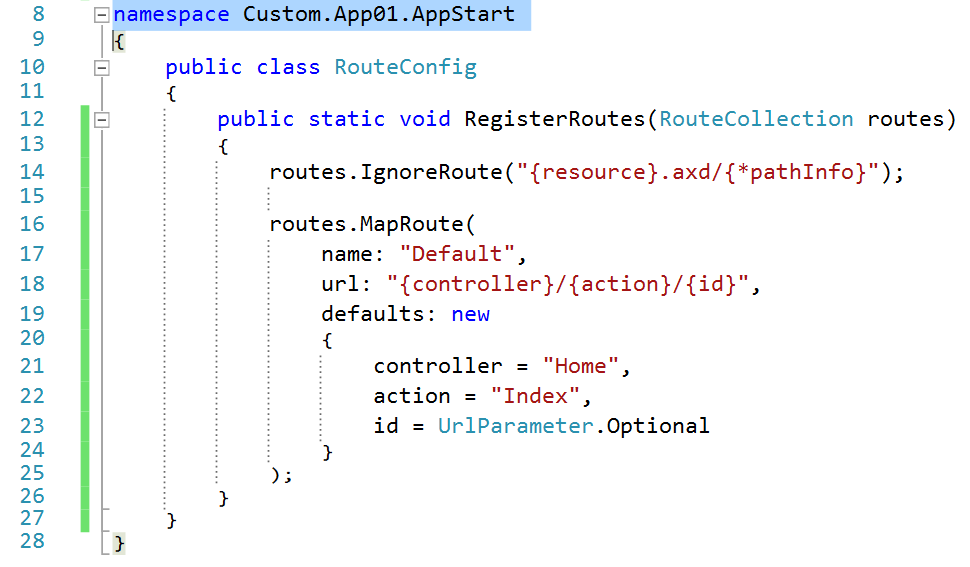 8 namespace Custom.App01.AppStart
9 {
10     public class RouteConfig
11     {
12         public static void RegisterRoutes(RouteCollection routes)
13         {
14             routes.IgnoreRoute("{resource}.axd/{*pathInfo}");
15
16             routes.MapRoute(
17                 name: "Default",
18                 url: "{controller}/{action}/{id}",
19                 defaults: new
20                 {
21                     controller = "Home",
22                     action = "Index",
23                     id = UrlParameter.Optional
24                 }
25             );
26         }
27     }
28 }